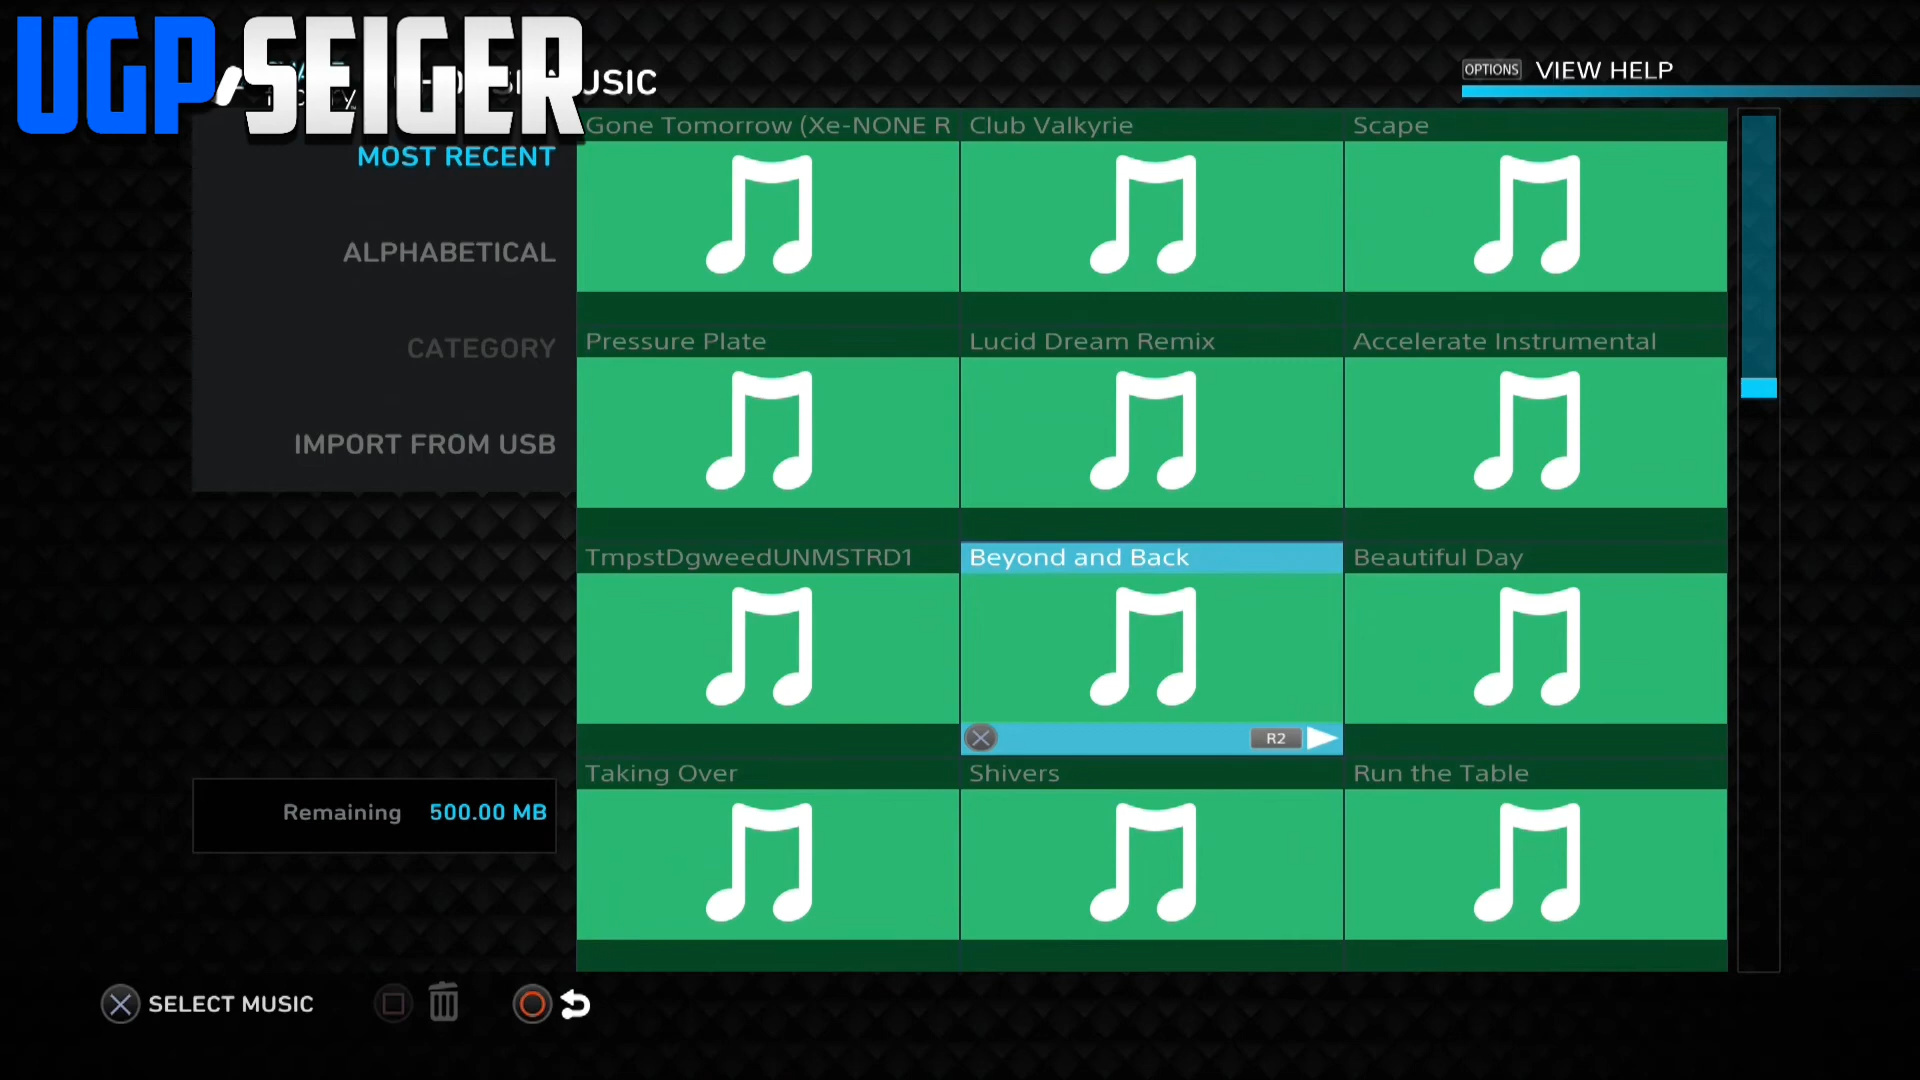 UGP/SEIGER
USIC
OPTIONS VIEW HELP
MOST RECENT
ALPHABETICAL
CATEGORY
IMPORT FROM USB
Gone Tomorrow (Xe-NONE R
Club Valkyrie
Scape
Pressure Plate
Lucid Dream Remix
Accelerate Instrumental
TmpstDgweedUNMSTRD1
Beyond and Back
Beautiful Day
R2
Taking Over
Shivers
Run the Table
Remaining 500.00 MB
SELECT MUSIC